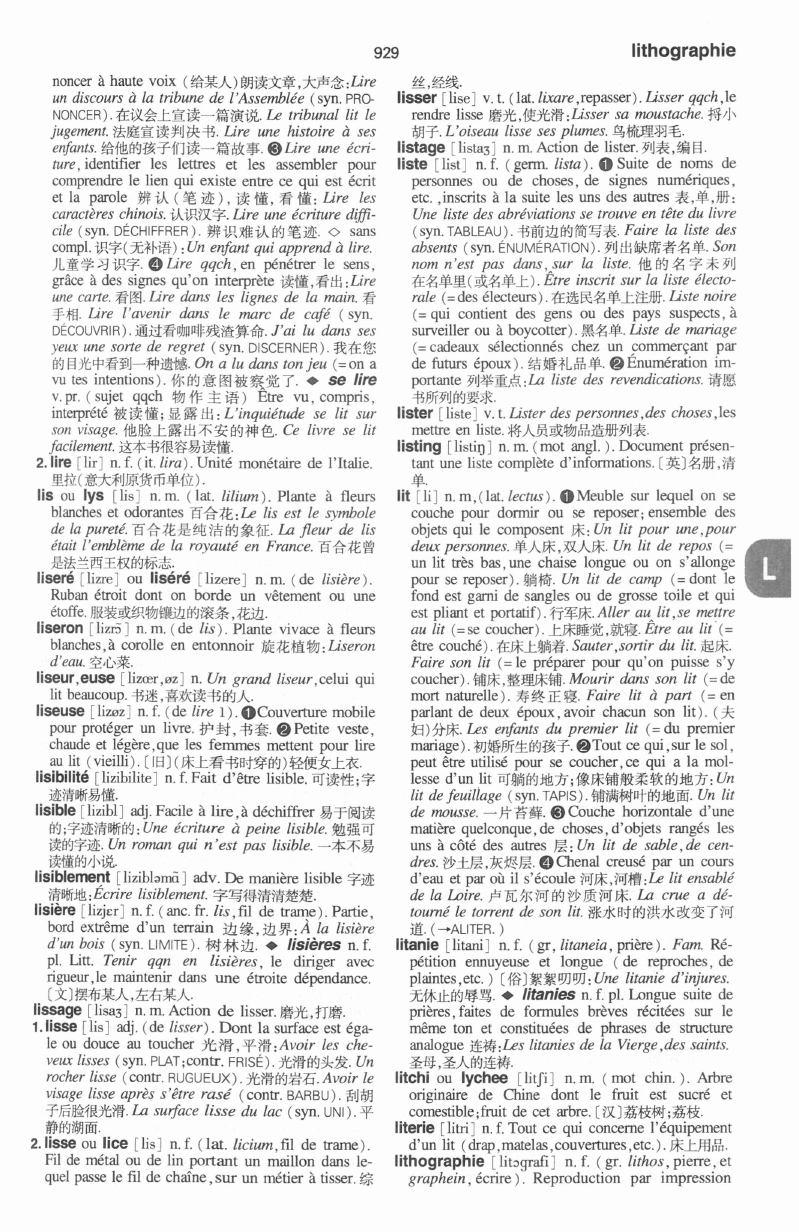 929
lithographie
noncer à haute voix (给某人)朗读文章,大声念:Lire
un discours à la tribune de l'Assemblée (syn. PRO-
NONCER). 在议会上宣读一篇演说. Le tribunal lit le
jugement. 法庭宣读判决书. Lire une histoire à ses
enfants. 给他的孩子们读一篇故事. ❸ Lire une écri-
ture, identifier les lettres et les assembler pour
comprendre le lien qui existe entre ce qui est écrit
et la parole 辨认(笔迹), 读懂, 看懂: Lire les
caractères chinois. 认识汉字. Lire une écriture diffi-
cile (syn. DÉCHIFFRER). 辨识难认的笔迹. ◇ sans
compl. 识字(无补语): Un enfant qui apprend à lire.
儿童学习识字. ❹ Lire qqch, en pénétrer le sens,
grâce à des signes qu'on interprète 读懂,看出:Lire
une carte. 看图. Lire dans les lignes de la main. 看
手相. Lire l'avenir dans le marc de café (syn.
DÉCOUVRIR). 通过看咖啡残渣算命. J'ai lu dans ses
yeux une sorte de regret (syn. DISCERNER). 我在您
的目光中看到一种遗憾. On a lu dans ton jeu (= on a
vu tes intentions). 你的意图被察觉了. ◆ se lire
v. pr. (sujet qqch 物作主语) Être vu, compris,
interprété 被读懂; 显露出: L'inquiétude se lit sur
son visage. 他脸上露出不安的神色. Ce livre se lit
facilement. 这本书很容易读懂.
2. lire [lir] n. f. (it. lira). Unité monétaire de l'Italie.
里拉(意大利原货币单位).
lis ou lys [lis] n. m. (lat. lilium). Plante à fleurs
blanches et odorantes 百合花: Le lis est le symbole
de la pureté. 百合花是纯洁的象征. La fleur de lis
était l'emblème de la royauté en France. 百合花曾
是法兰西王权的标志.
liseré [lizre] ou liséré [lizere] n. m. (de lisière).
Ruban étroit dont on borde un vêtement ou une
étoffe. 服装或织物镶边的滚条,花边.
liseron [lizrɔ̃] n. m. (de lis). Plante vivace à fleurs
blanches, à corolle en entonnoir 旋花植物: Liseron
d'eau. 空心菜.
liseur, euse [lizœr, øz] n. Un grand liseur, celui qui
lit beaucoup. 书迷,喜欢读书的人.
liseuse [lizøz] n. f. (de lire 1). ❶ Couverture mobile
pour protéger un livre. 护封, 书套. ❷ Petite veste,
chaude et légère, que les femmes mettent pour lire
au lit (vieilli). [旧](床上看书时穿的)轻便女上衣.
lisibilité [lizibilite] n. f. Fait d'être lisible. 可读性;字
迹清晰易懂.
lisible [lizibl] adj. Facile à lire, à déchiffrer 易于阅读
的;字迹清晰的: Une écriture à peine lisible. 勉强可
读的字迹. Un roman qui n'est pas lisible. 一本不易
读懂的小说.
lisiblement [lizibləmɑ̃] adv. De manière lisible 字迹
清晰地: Écrire lisiblement. 字写得清清楚楚.
lisière [lizjɛr] n. f. (anc. fr. lis, fil de trame). Partie,
bord extrême d'un terrain 边缘,边界: À la lisière
d'un bois (syn. LIMITE). 树林边. ◆ lisières n. f.
pl. Litt. Tenir qqn en lisières, le diriger avec
rigueur, le maintenir dans une étroite dépendance.
[文]摆布某人,左右某人.
lissage [lisaʒ] n. m. Action de lisser. 磨光,打磨.
1. lisse [lis] adj. (de lisser). Dont la surface est éga-
le ou douce au toucher 光滑,平滑: Avoir les che-
veux lisses (syn. PLAT; contr. FRISÉ). 光滑的头发. Un
rocher lisse (contr. RUGUEUX). 光滑的岩石. Avoir le
visage lisse après s'être rasé (contr. BARBU). 刮胡
子后脸很光滑. La surface lisse du lac (syn. UNI). 平
静的湖面.
2. lisse ou lice [lis] n. f. (lat. licium, fil de trame).
Fil de métal ou de lin portant un maillon dans le-
quel passe le fil de chaîne, sur un métier à tisser. 综
丝,经线.
lisser [lise] v. t. (lat. lixare, repasser). Lisser qqch, le
rendre lisse 磨光,使光滑: Lisser sa moustache. 捋小
胡子. L'oiseau lisse ses plumes. 鸟梳理羽毛.
listage [listaʒ] n. m. Action de lister. 列表,编目.
liste [list] n. f. (germ. lista). ❶ Suite de noms de
personnes ou de choses, de signes numériques,
etc. , inscrits à la suite les uns des autres 表,单,册:
Une liste des abréviations se trouve en tête du livre
(syn. TABLEAU). 书前边的简写表. Faire la liste des
absents (syn. ÉNUMÉRATION). 列出缺席者名单. Son
nom n'est pas dans, sur la liste. 他的名字未列
在名单里(或名单上). Être inscrit sur la liste électo-
rale (= des électeurs). 在选民名单上注册. Liste noire
(= qui contient des gens ou des pays suspects, à
surveiller ou à boycotter). 黑名单. Liste de mariage
(= cadeaux sélectionnés chez un commerçant par
de futurs époux). 结婚礼品单. ❷ Énumération im-
portante 列举重点: La liste des revendications. 请愿
书所列的要求.
lister [liste] v. t. Lister des personnes, des choses, les
mettre en liste. 将人员或物品造册列表.
listing [listiŋ] n. m. (mot angl. ). Document présen-
tant une liste complète d'informations. [英]名册,清
单.
lit [li] n. m, (lat. lectus). ❶ Meuble sur lequel on se
couche pour dormir ou se reposer; ensemble des
objets qui le composent 床: Un lit pour une, pour
deux personnes. 单人床,双人床. Un lit de repos (=
un lit très bas, une chaise longue ou on s'allonge
pour se reposer). 躺椅. Un lit de camp (= dont le
fond est garni de sangles ou de grosse toile et qui
est pliant et portatif). 行军床. Aller au lit, se mettre
au lit (= se coucher). 上床睡觉,就寝. Être au lit (=
être couché). 在床上躺着. Sauter, sortir du lit. 起床.
Faire son lit (= le préparer pour qu'on puisse s'y
coucher). 铺床,整理床铺. Mourir dans son lit (= de
mort naturelle). 寿终正寝. Faire lit à part (= en
parlant de deux époux, avoir chacun son lit). (夫
妇)分床. Les enfants du premier lit (= du premier
mariage). 初婚所生的孩子. ❷ Tout ce qui, sur le sol,
peut être utilisé pour se coucher, ce qui a la mol-
lesse d'un lit 可躺的地方;像床铺般柔软的地方: Un
lit de feuillage (syn. TAPIS). 铺满树叶的地面. Un lit
de mousse. 一片苔藓. ❸ Couche horizontale d'une
matière quelconque, de choses, d'objets rangés les
uns à côté des autres 层: Un lit de sable, de cen-
dres. 沙土层,灰烬层. ❹ Chenal creusé par un cours
d'eau et par où il s'écoule 河床,河槽: Le lit ensablé
de la Loire. 卢瓦尔河的沙质河床. La crue a dé-
tourné le torrent de son lit. 涨水时的洪水改变了河
道. (→ALITER. )
litanie [litani] n. f. (gr, litaneia, prière). Fam. Ré-
pétition ennuyeuse et longue (de reproches, de
plaintes, etc. ) [俗]絮絮叨叨: Une litanie d'injures.
无休止的辱骂. ◆ litanies n. f. pl. Longue suite de
prières, faites de formules brèves récitées sur le
même ton et constituées de phrases de structure
analogue 连祷: Les litanies de la Vierge, des saints.
圣母,圣人的连祷.
litchi ou lychee [litʃi] n. m. (mot chin. ). Arbre
originaire de Chine dont le fruit est sucré et
comestible; fruit de cet arbre. [汉]荔枝树;荔枝.
literie [litri] n. f. Tout ce qui concerne l'équipement
d'un lit (drap, matelas, couvertures, etc. ). 床上用品.
lithographie [litɔgrafi] n. f. (gr. lithos, pierre, et
graphein, écrire). Reproduction par impression
L